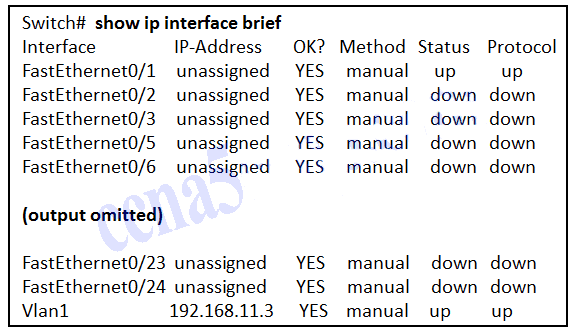 Switch# show ip interface brief
Interface IP-Address OK? Method Status Protocol
FastEthernet0/1 unassigned YES manual up up
FastEthernet0/2 unassigned YES manual down down
FastEthernet0/3 unassigned YES manual down down
FastEthernet0/5 unassigned YES manual down down
FastEthernet0/6 unassigned YES manual down down
(output omitted)
FastEthernet0/23 unassigned YES manual down down
FastEthernet0/24 unassigned YES manual down down
Vlan1 192.168.11.3 YES manual up up
ccna5